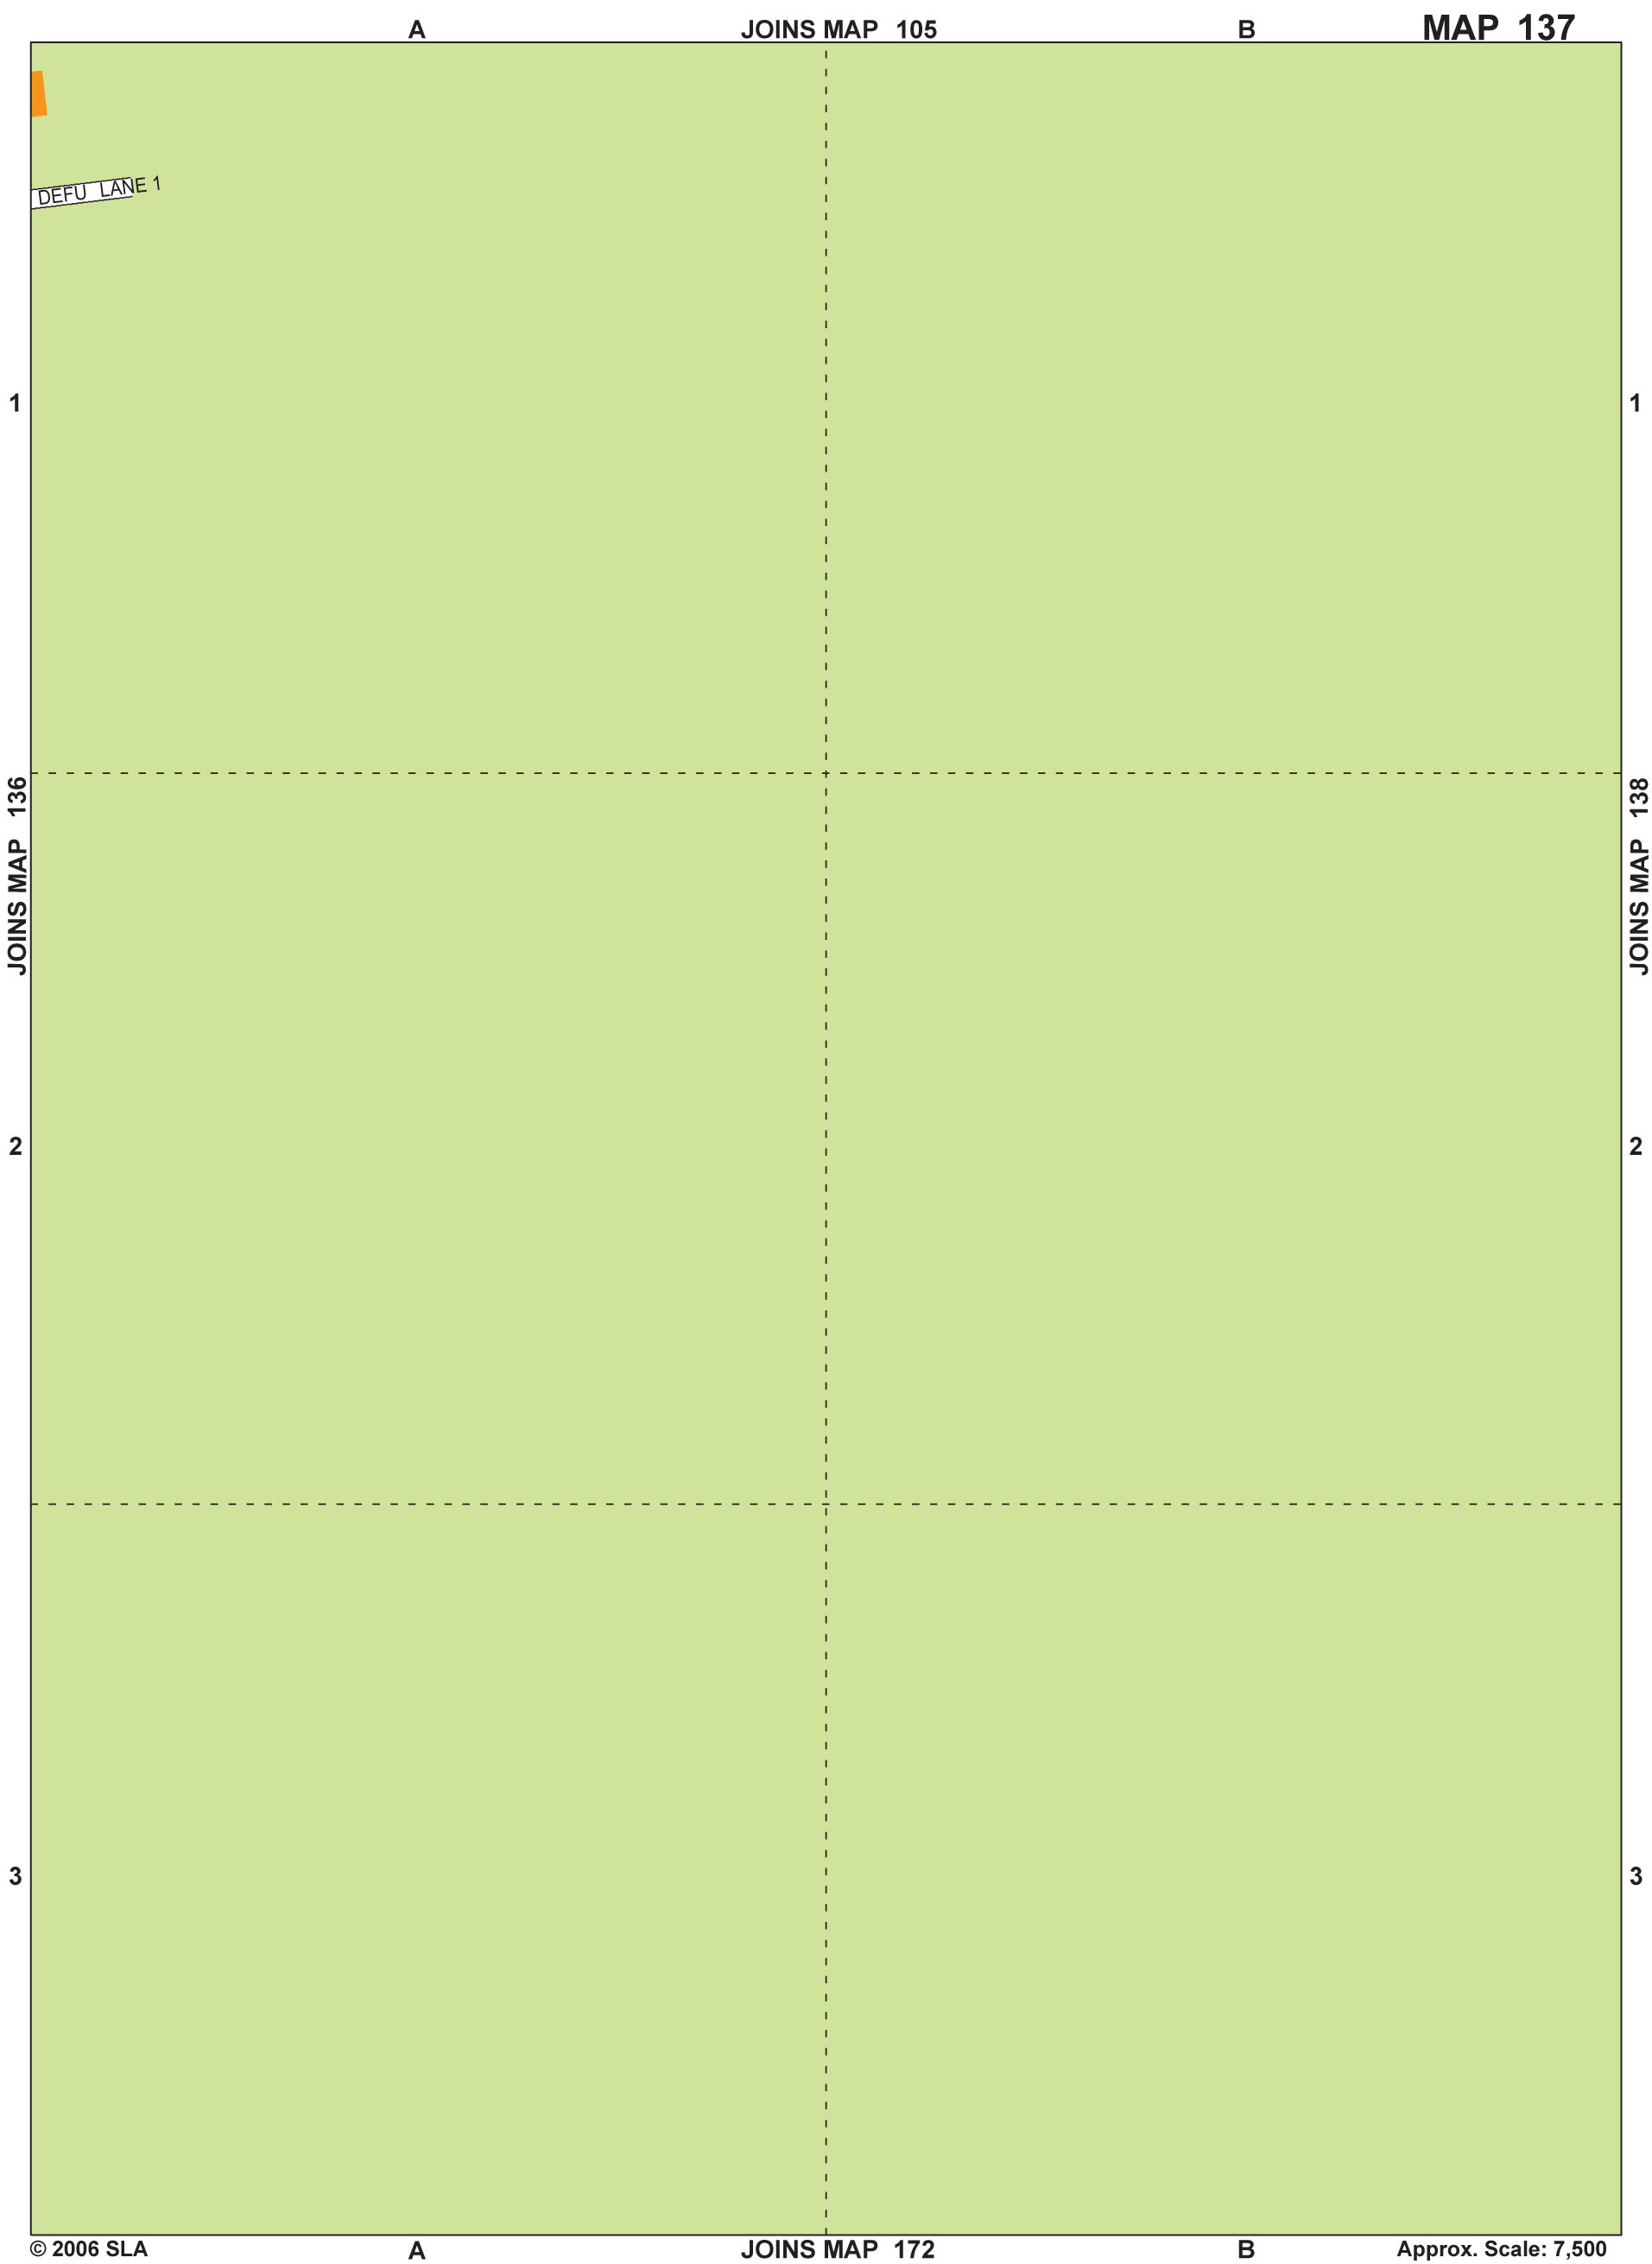 A JOINS MAP 105 B MAP 137
DEFU LANE 1
1 1
JOINS MAP 136 JOINS MAP 138
2 2
3 3
© 2006 SLA A JOINS MAP 172 B Approx. Scale: 7,500